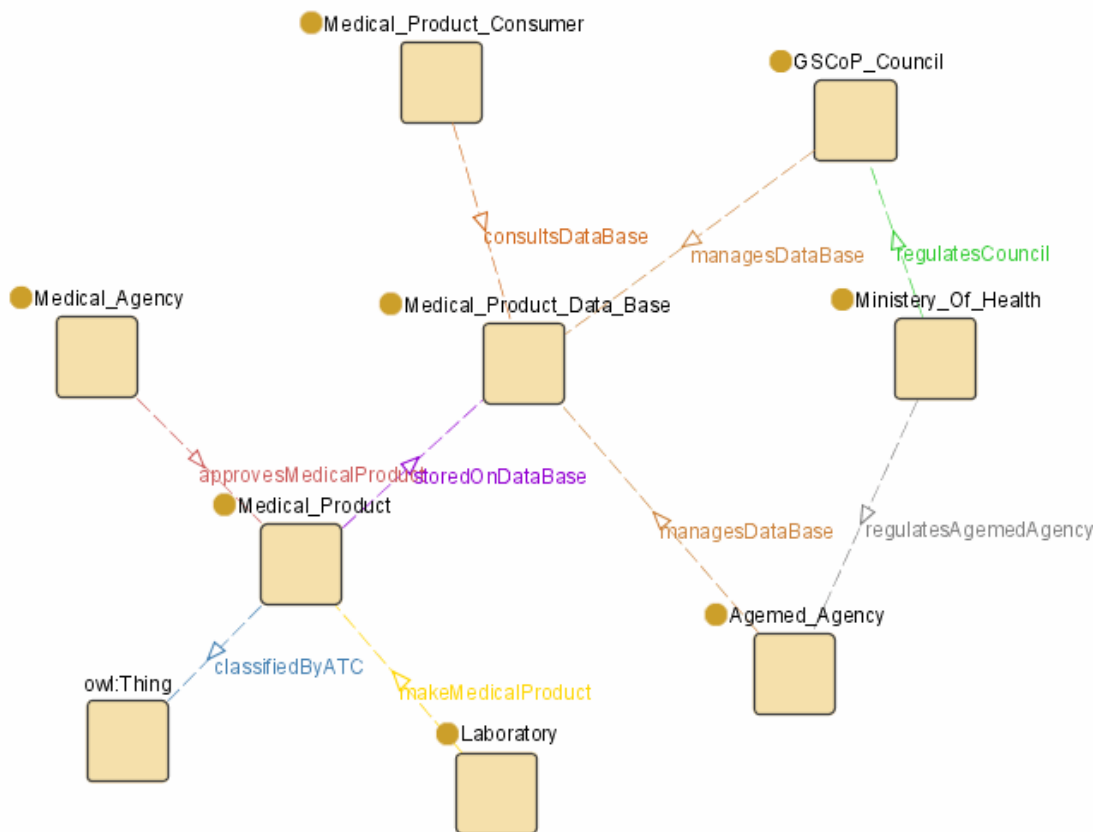 Medical_Product_Consumer
GSCoP_Council
consultsDataBase
managesDataBase
regulatesCouncil
Medical_Agency
Medical_Product_Data_Base
Ministery_Of_Health
approvesMedicalProduct
storedOnDataBase
Medical_Product
managesDataBase
regulatesAgemedAgency
Agemed_Agency
classifiedByATC
owl:Thing
makeMedicalProduct
Laboratory